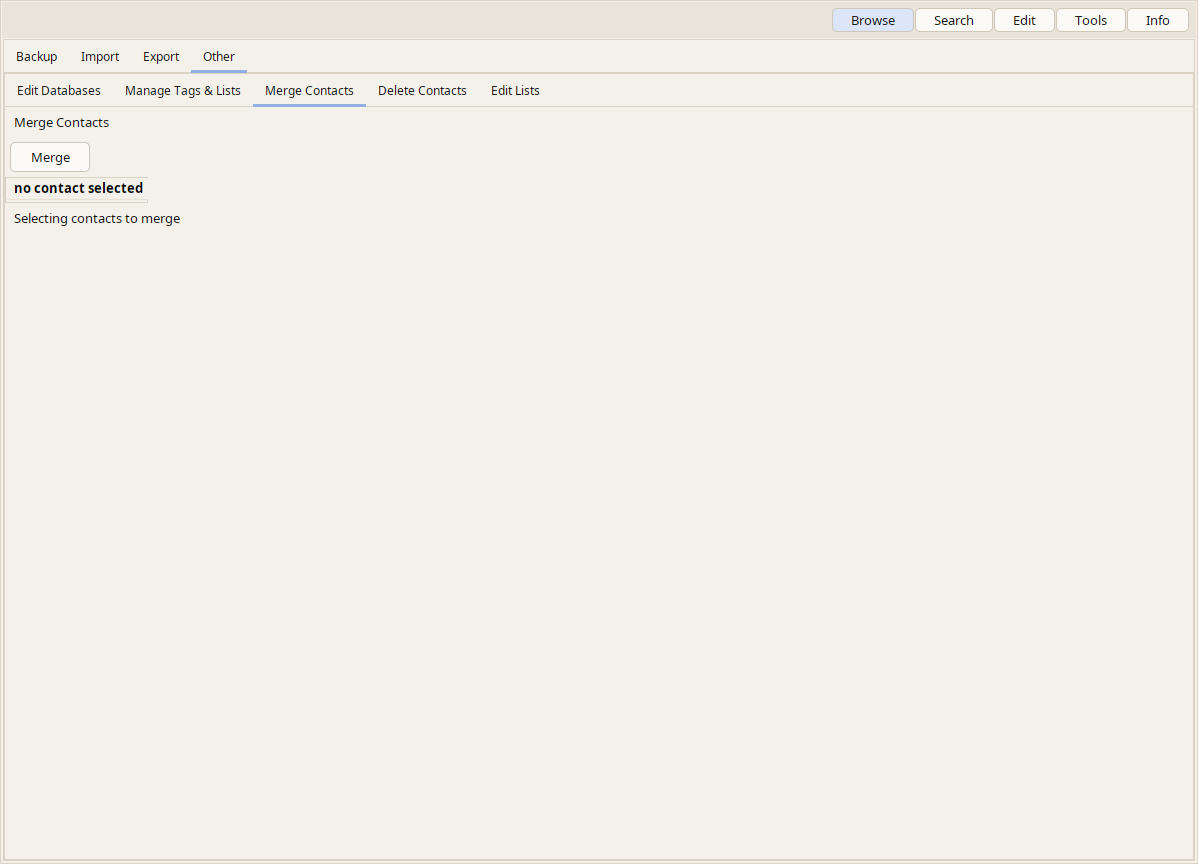 Browse Search Edit Tools Info
Backup Import Export Other
Edit Databases Manage Tags & Lists Merge Contacts Delete Contacts Edit Lists
Merge Contacts
Merge
no contact selected
Selecting contacts to merge